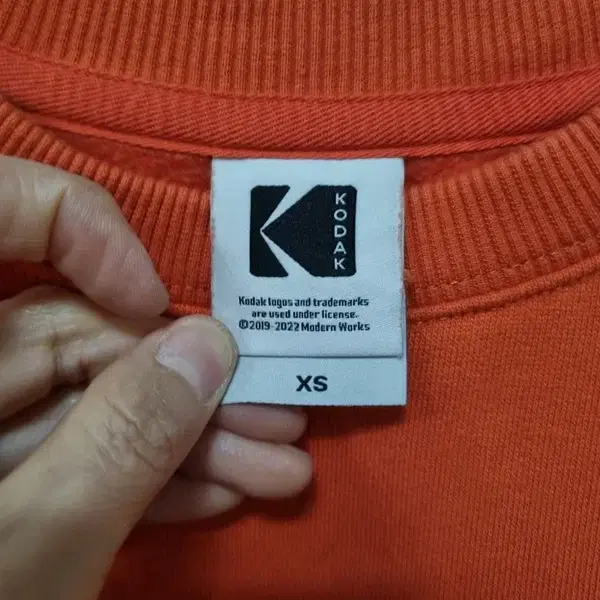 KODAK
Kodak logos and trademarks
are used under license.
©2019-2022 Modern Works
XS